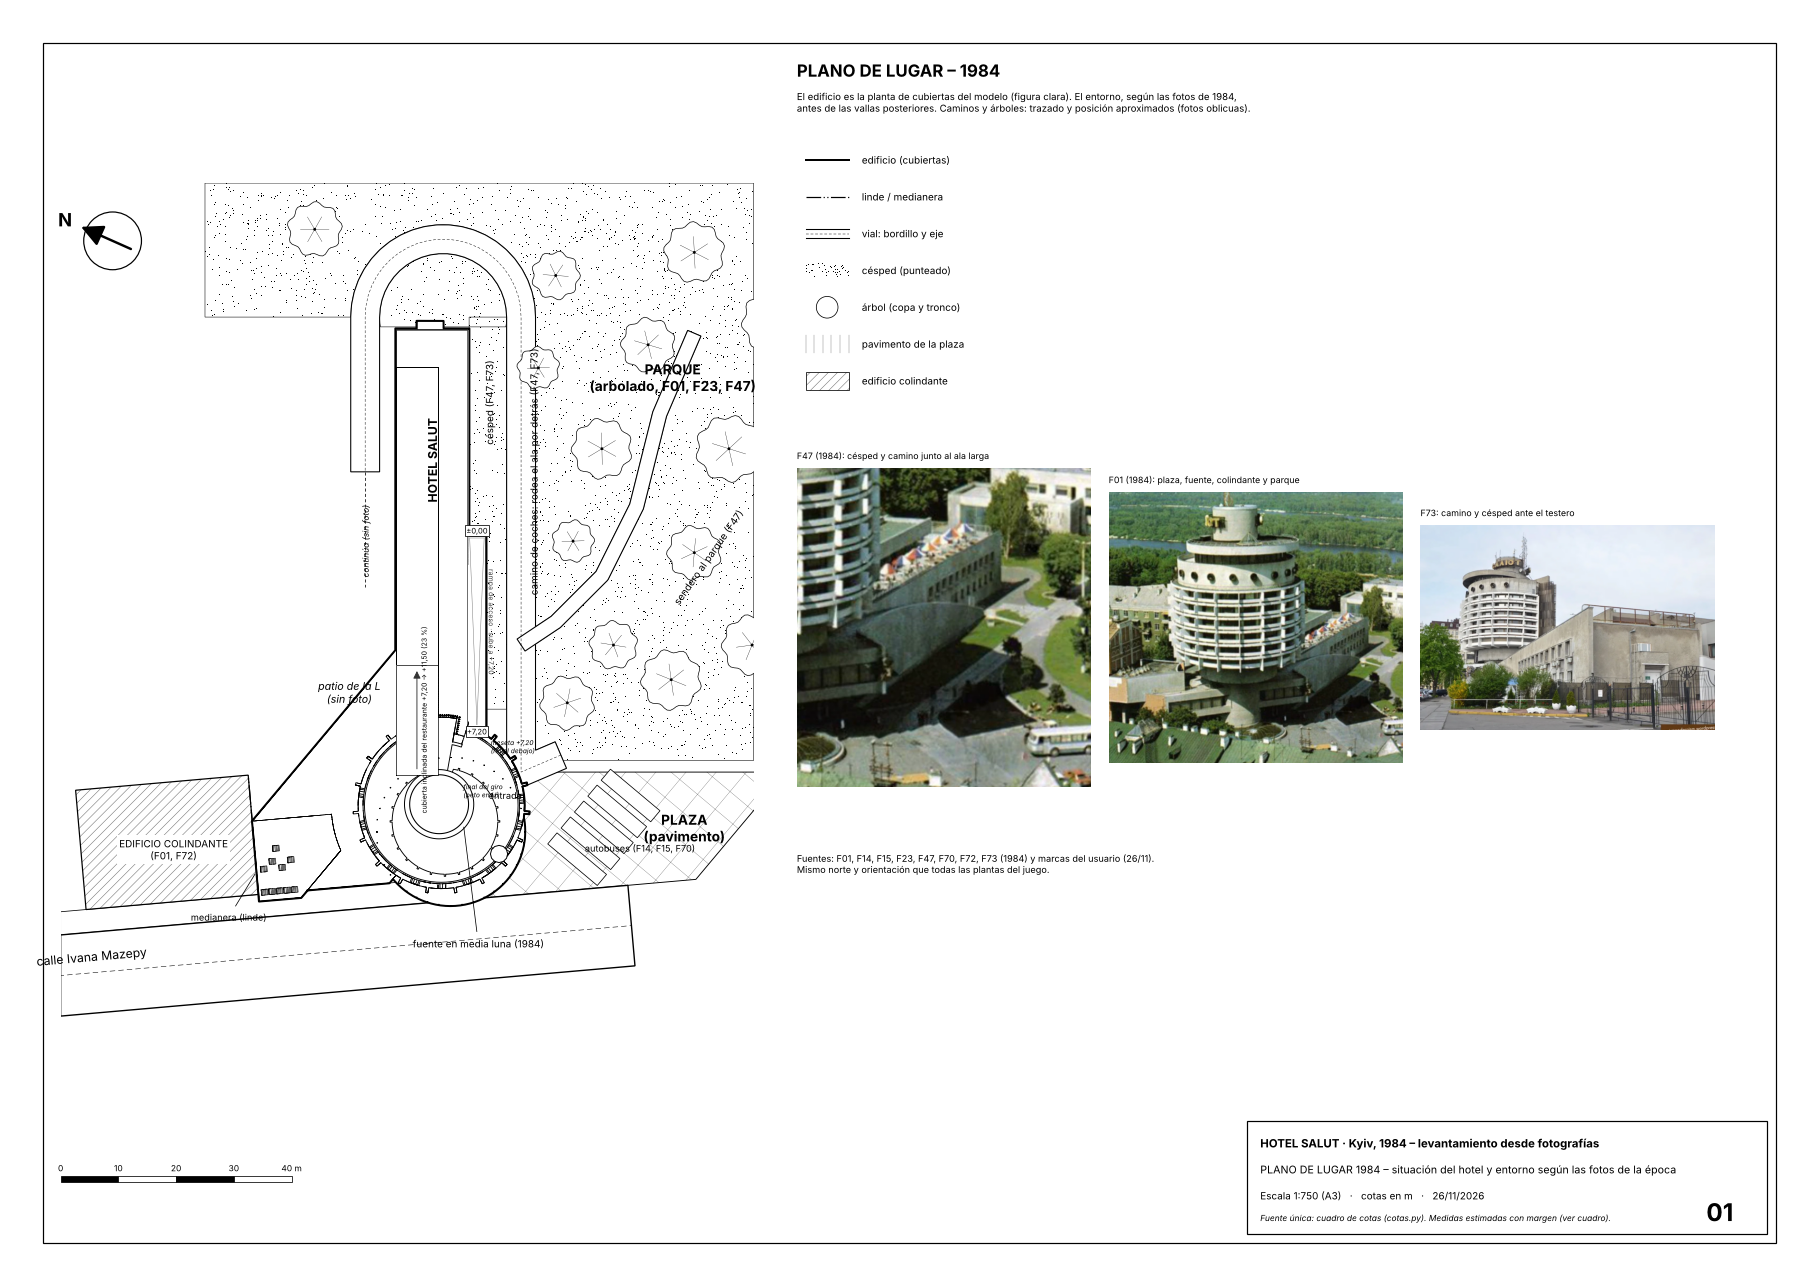 PLANO DE LUGAR – 1984
El edificio es la planta de cubiertas del modelo (figura clara). El entorno, según las fotos de 1984,
antes de las vallas posteriores. Caminos y árboles: trazado y posición aproximados (fotos oblicuas).
edificio (cubiertas)
linde / medianera
vial: bordillo y eje
césped (punteado)
árbol (copa y tronco)
pavimento de la plaza
edificio colindante
N
PARQUE
(arbolado, F01, F23, F47)
césped (F47, F73)
camino de coches: rodea el ala por detrás (F47, F73)
HOTEL SALUT
continúa (sin foto)
±0,00
sendero al parque (F47)
cubierta inclinada del restaurante +7,20 → +11,50 (23 %)
patio de la L
(sin foto)
+7,20
meseta +7,20
final del giro
entrada
PLAZA
(pavimento)
autobuses (F14, F15, F70)
EDIFICIO COLINDANTE
(F01, F72)
medianera (linde)
fuente en media luna (1984)
calle Ivana Mazepy
0 10 20 30 40 m
F47 (1984): césped y camino junto al ala larga
F01 (1984): plaza, fuente, colindante y parque
F73: camino y césped ante el testero
Fuentes: F01, F14, F15, F23, F47, F70, F72, F73 (1984) y marcas del usuario (26/11).
Mismo norte y orientación que todas las plantas del juego.
HOTEL SALUT · Kyiv, 1984 – levantamiento desde fotografías
PLANO DE LUGAR 1984 – situación del hotel y entorno según las fotos de la época
Escala 1:750 (A3) · cotas en m · 26/11/2026
Fuente única: cuadro de cotas (cotas.py). Medidas estimadas con margen (ver cuadro).
01